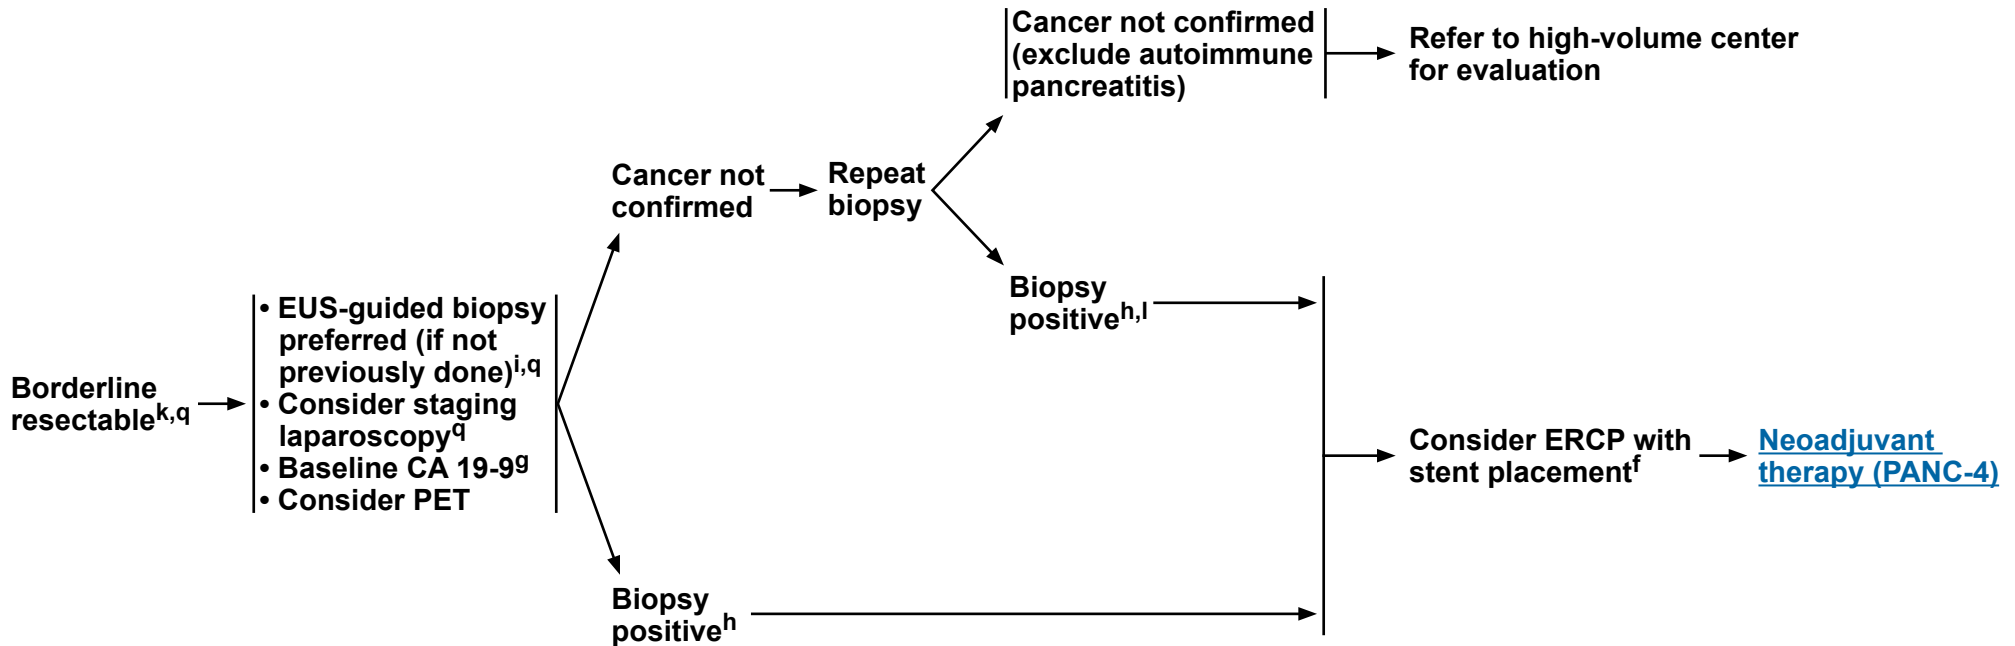 Cancer not confirmed
(exclude autoimmune
pancreatitis)
Refer to high-volume center
for evaluation
Cancer not
confirmed
Repeat
biopsy
Biopsy
positiveh,l
Borderline
resectablek,q
• EUS-guided biopsy
preferred (if not
previously done)i,q
• Consider staging
laparoscopyq
• Baseline CA 19-9g
• Consider PET
Consider ERCP with
stent placementf
Neoadjuvant
therapy (PANC-4)
Biopsy
positiveh